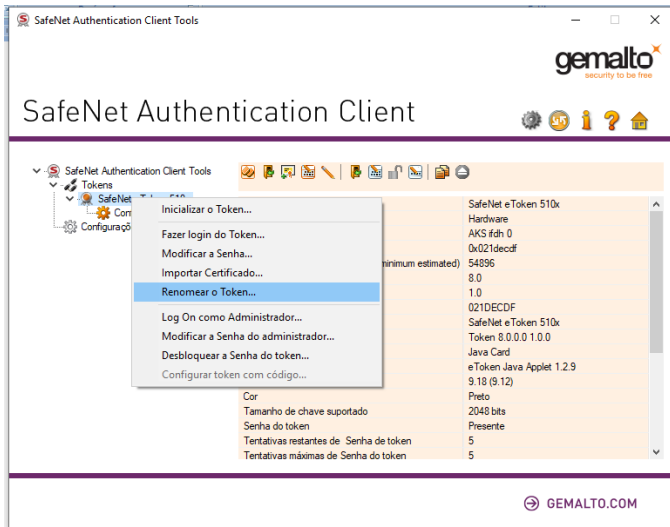 SafeNet Authentication Client Tools
gemalto
security to be free
SafeNet Authentication Client
SafeNet Authentication Client Tools
Tokens
SafeNet
Inicializar o Token...
Fazer login do Token...
Modificar a Senha...
Importar Certificado...
Renomear o Token...
Log On como Administrador...
Modificar a Senha do administrador...
Desbloquear a Senha do token...
Configurar token com código...
SafeNet eToken 510x
Hardware
AKS ifdh 0
0x021decdf
minimum estimated) 54896
8.0
1.0
021DECDF
SafeNet eToken 510x
Token 8.0.0.0 1.0.0
Java Card
eToken Java Applet 1.2.9
9.18 (9.12)
Cor Preto
Tamanho de chave suportado 2048 bits
Senha do token Presente
Tentativas restantes de Senha de token 5
Tentativas máximas de Senha do token 5
GEMALTO.COM